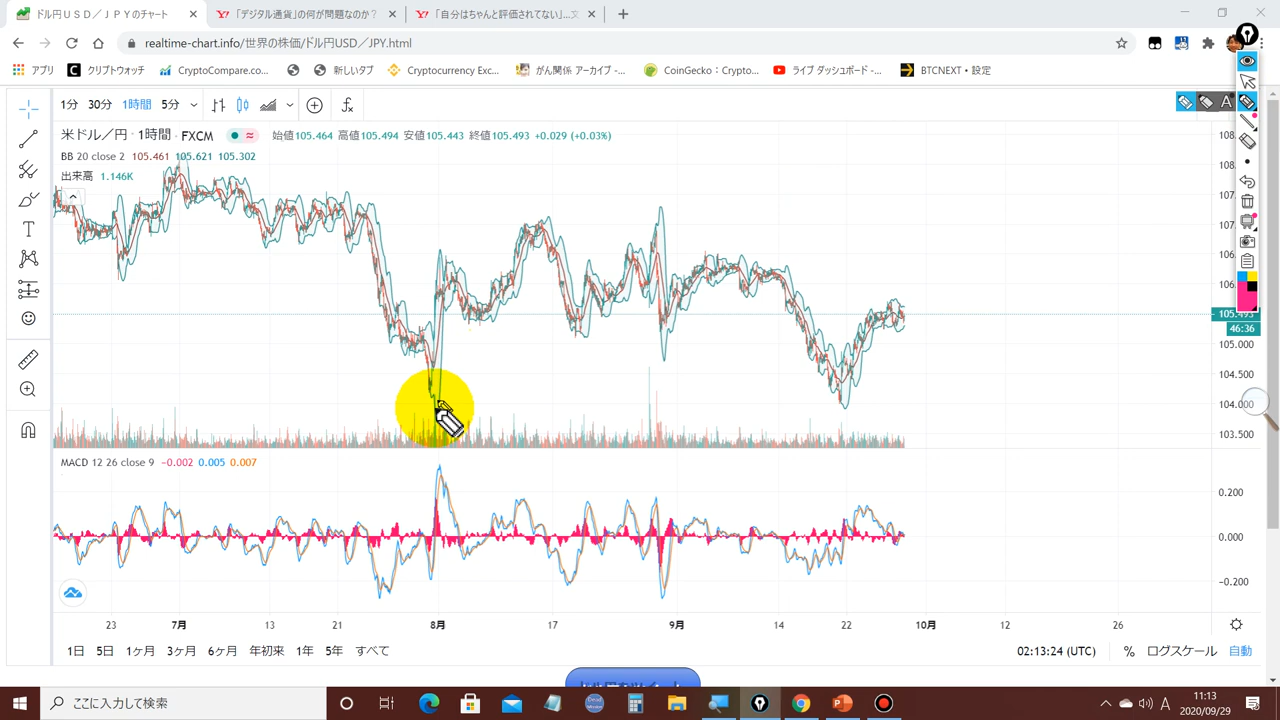 ドル円USD/JPYのチャート
「デジタル通貨」の何が問題なのか?
「自分はちゃんと評価されてない」...文
realtime-chart.info/世界の株価/ドル円USD/JPY.html
アプリ クリプトウォッチ CryptoCompare.co... 新しいタブ Cryptocurrency Exc... がん関係 アーカイブ -... CoinGecko: Cryptoc... ライブ ダッシュボード -... BTCNEXT・設定
1分 30分 1時間 5分
米ドル/円・1時間・FXCM 始値105.464 高値105.494 安値105.443 終値105.493 +0.029 (+0.03%)
BB 20 close 2 105.461 105.621 105.302
出来高 1.146K
105.493
46:36
105.000
104.500
104.000
103.500
MACD 12 26 close 9 −0.002 0.005 0.007
0.200
0.000
-0.200
23 7月 13 21 8月 17 9月 14 22 10月 12 26
1日 5日 1ヶ月 3ヶ月 6ヶ月 年初来 1年 5年 すべて 02:13:24 (UTC) % ログスケール 自動
ここに入力して検索
A
11:13
2020/09/29